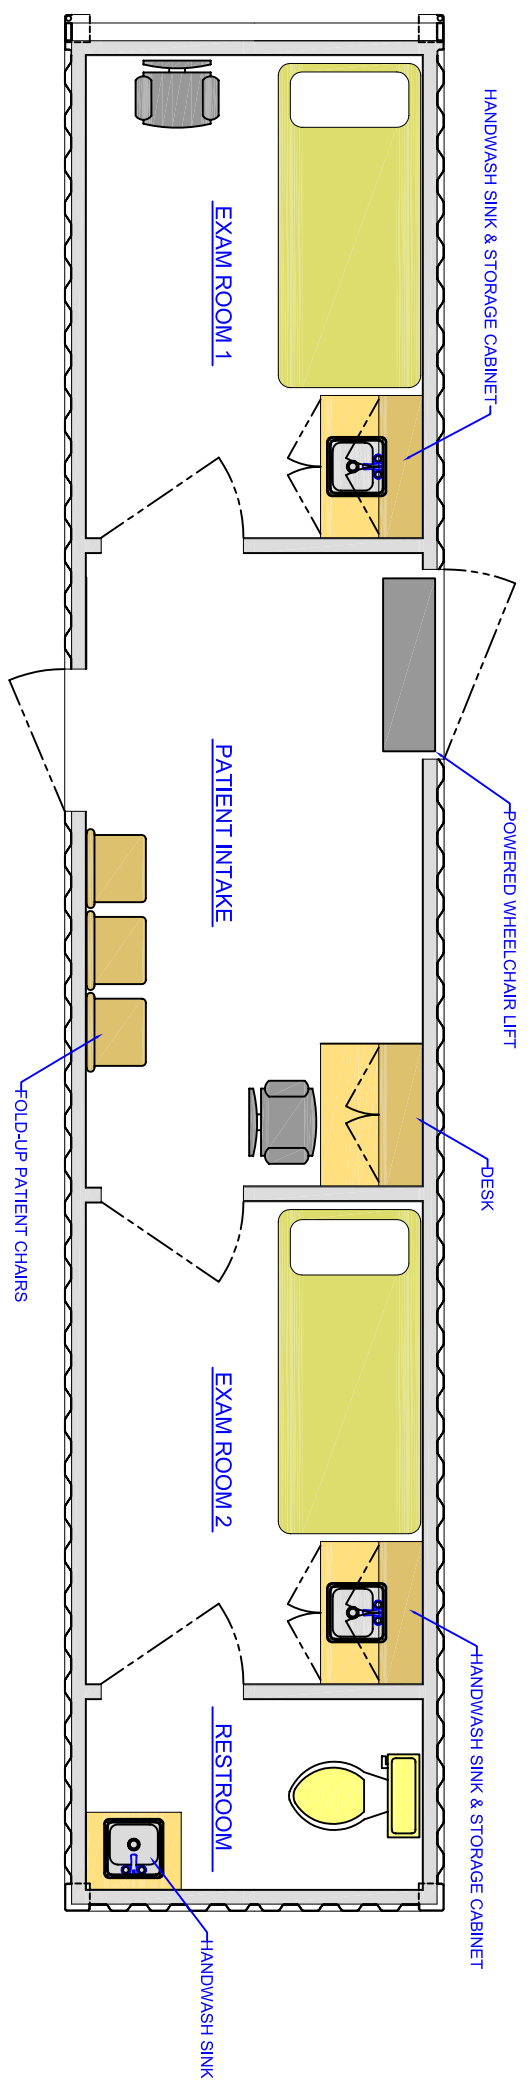 HANDWASH SINK & STORAGE CABINET
EXAM ROOM 1
POWERED WHEELCHAIR LIFT
PATIENT INTAKE
FOLD-UP PATIENT CHAIRS
DESK
EXAM ROOM 2
HANDWASH SINK & STORAGE CABINET
RESTROOM
HANDWASH SINK